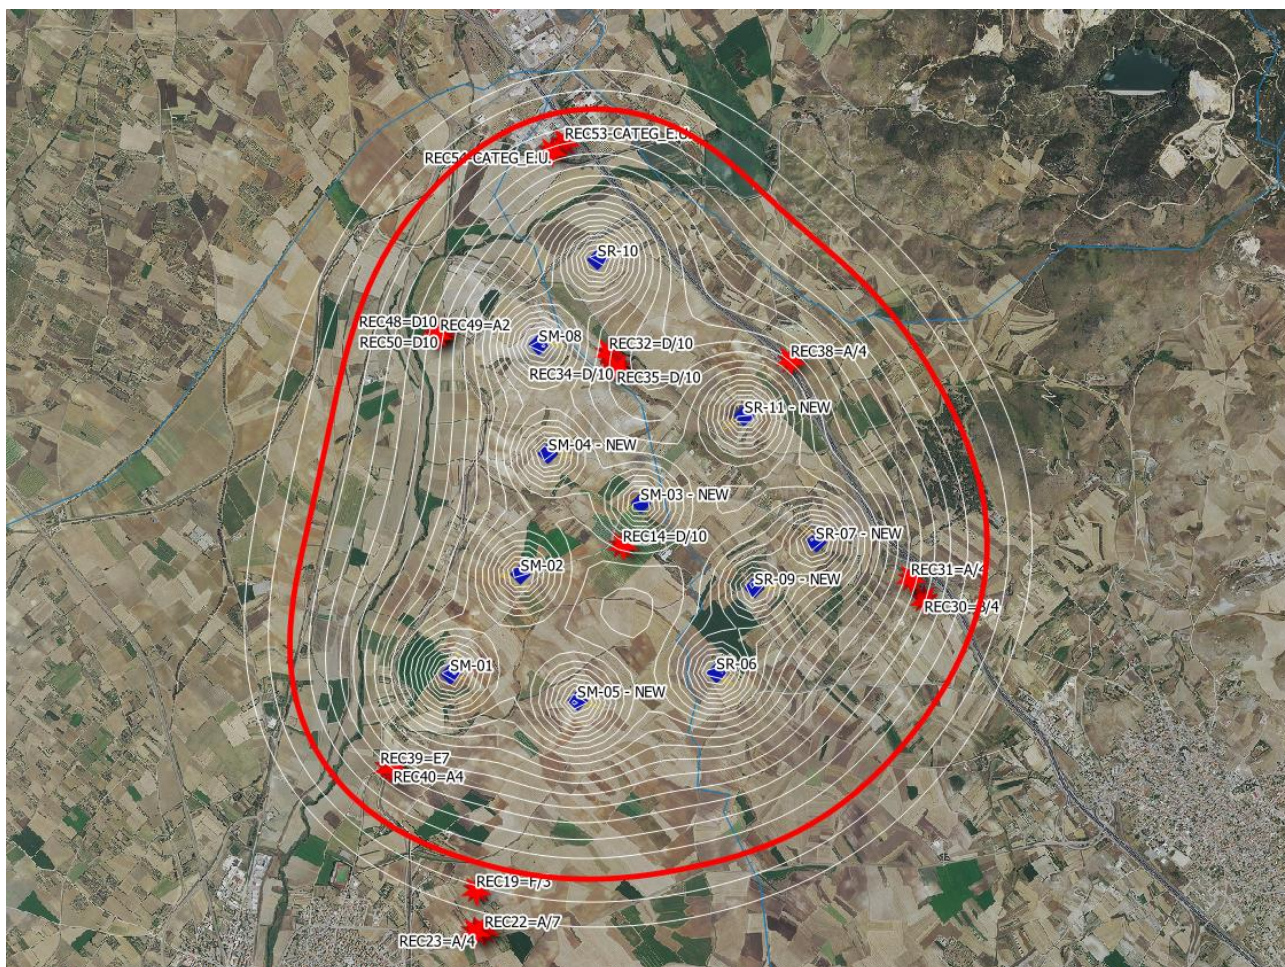 REC53-CATEG_E.U.
REC54-CATEG_E.U.
SR-10
REC48=D10
REC49=A2
REC50=D10
SM-08
REC32=D/10
REC34=D/10
REC35=D/10
REC38=A/4
SR-11 - NEW
SM-04 - NEW
SM-03 - NEW
REC14=D/10
SR-07 - NEW
SM-02
SR-09 - NEW
REC31=A/4
REC30=B/4
SM-01
SR-06
SM-05 - NEW
REC39=E7
REC40=A4
REC19=F/3
REC22=A/7
REC23=A/4